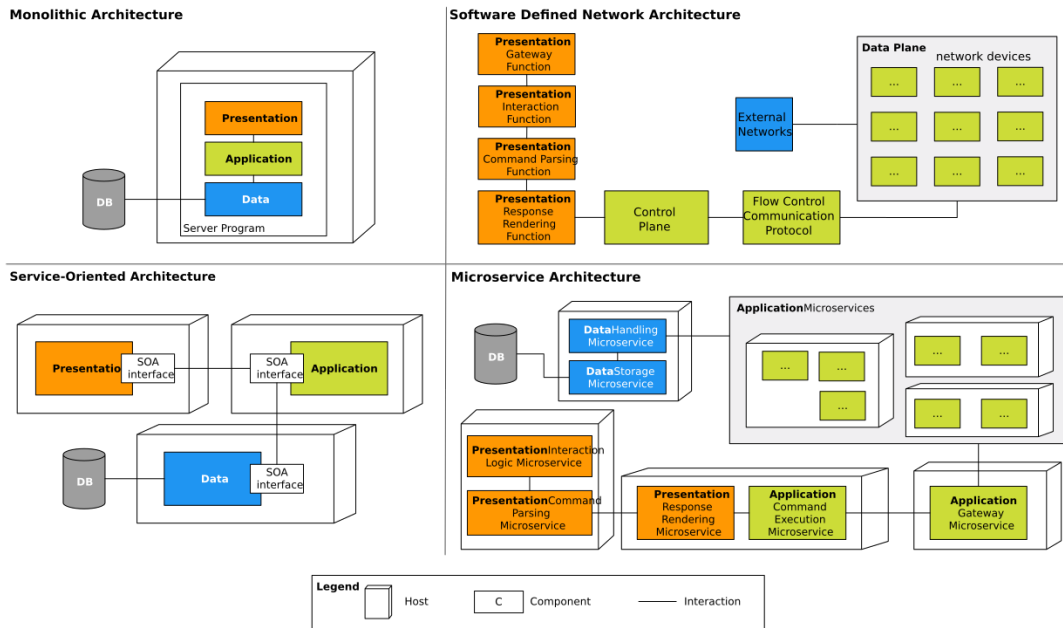 Monolithic Architecture
Presentation
Application
Data
Server Program
DB
Software Defined Network Architecture
Presentation
Gateway
Function
Presentation
Interaction
Function
Presentation
Command Parsing
Function
Presentation
Response
Rendering
Function
Control
Plane
Flow Control
Communication
Protocol
External
Networks
Data Plane
network devices
...
...
...
...
...
...
...
...
...
Service-Oriented Architecture
Presentation
SOA
interface
SOA
interface
Application
DB
Data
SOA
interface
Microservice Architecture
DB
DataHandling
Microservice
DataStorage
Microservice
ApplicationMicroservices
...
...
...
...
...
...
...
PresentationInteraction
Logic Microservice
PresentationCommand
Parsing
Microservice
Presentation
Response
Rendering
Microservice
Application
Command
Execution
Microservice
Application
Gateway
Microservice
Legend
Host
C
Component
Interaction